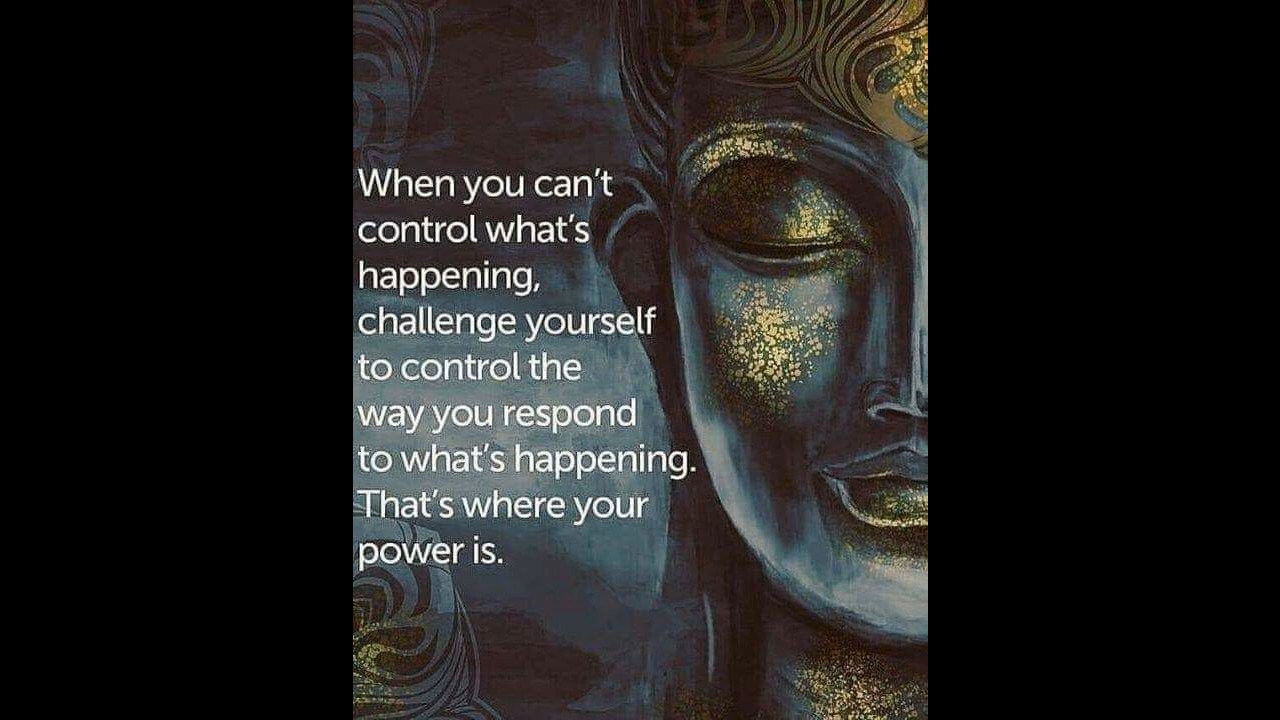 When you can't
control what's
happening,
challenge yourself
to control the
way you respond
to what's happening.
That's where your
power is.